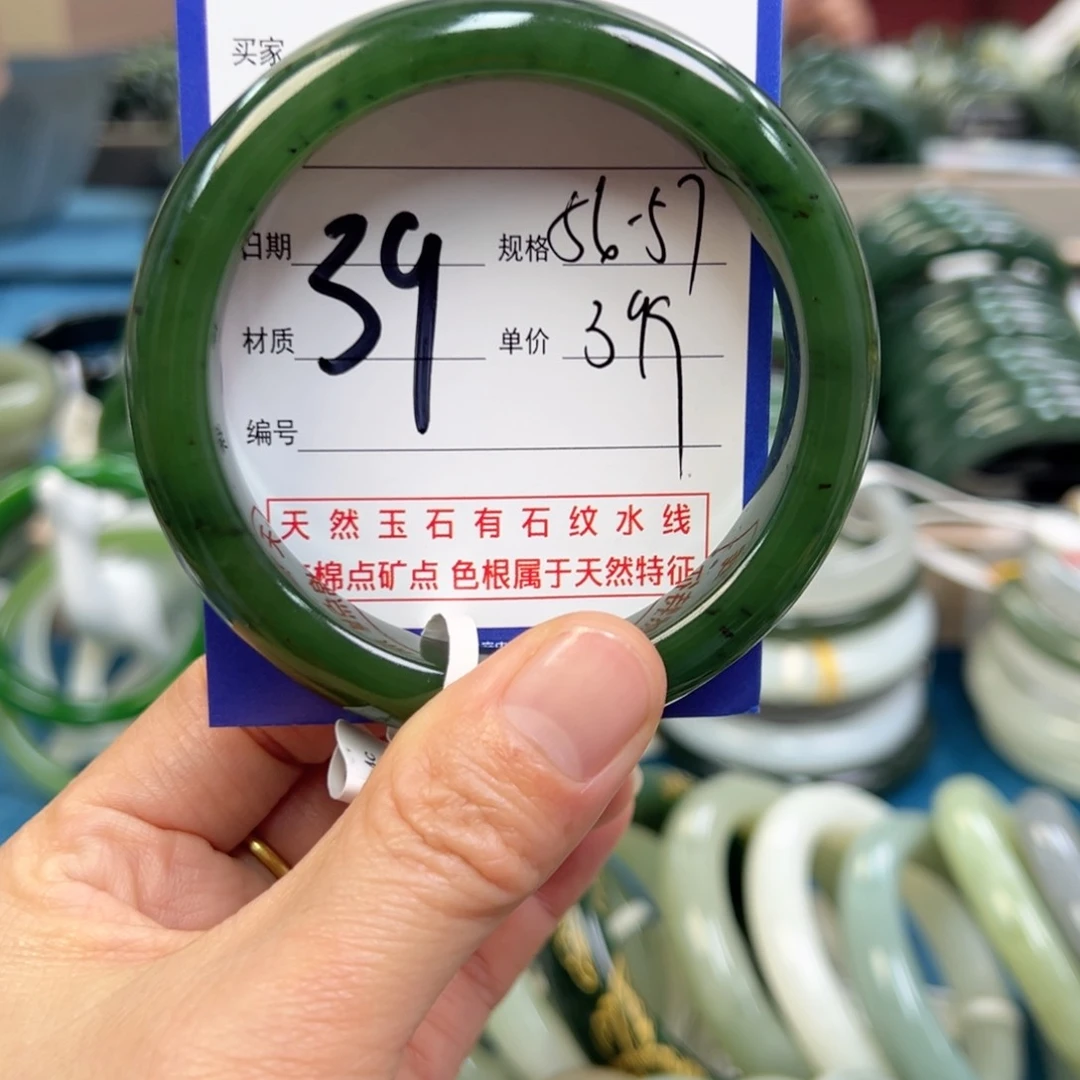 买家
日期 39 规格 56-57
材质 单价 399
编号
天然玉石有石纹水线
棉点矿点 色根属于天然特征